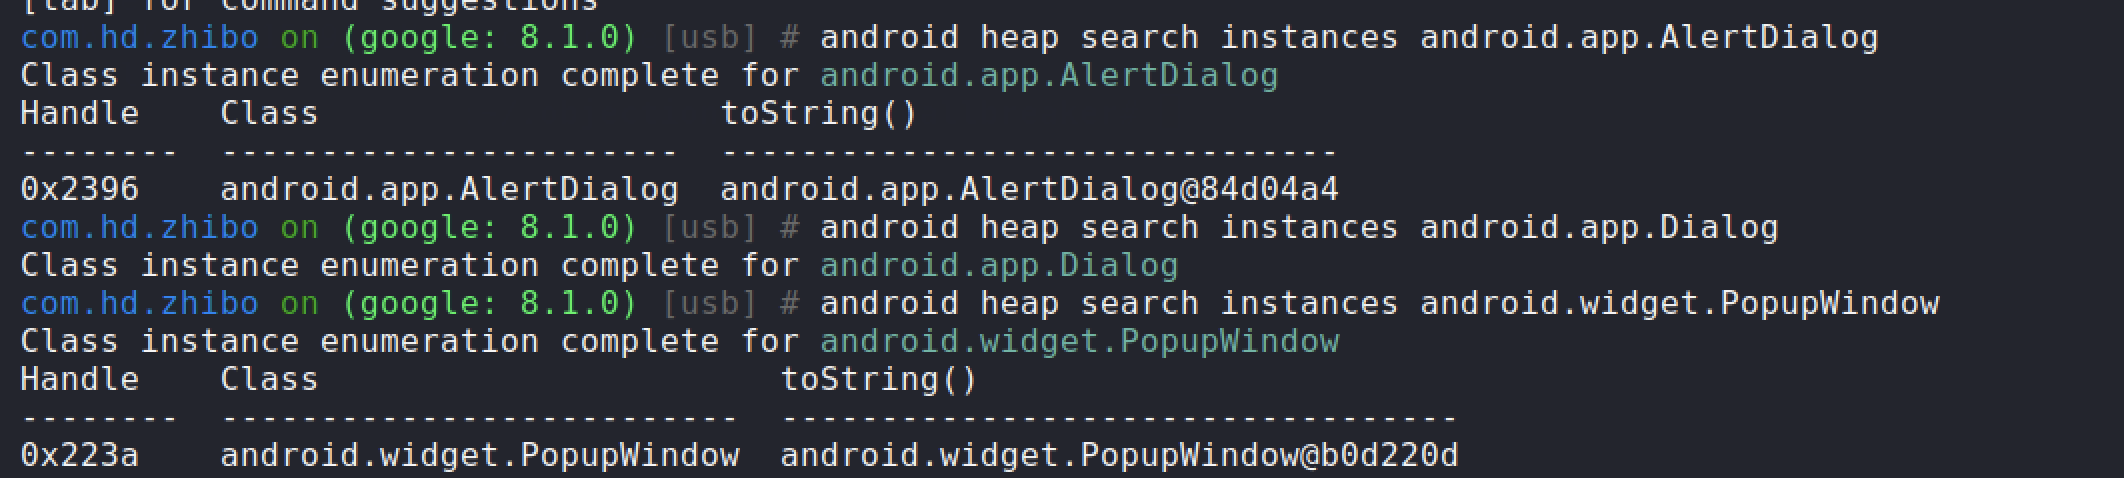 [tab] for command suggestions
com.hd.zhibo on (google: 8.1.0) [usb] # android heap search instances android.app.AlertDialog
Class instance enumeration complete for android.app.AlertDialog
Handle    Class                    toString()
--------  -----------------------  -------------------------------
0x2396    android.app.AlertDialog  android.app.AlertDialog@84d04a4
com.hd.zhibo on (google: 8.1.0) [usb] # android heap search instances android.app.Dialog
Class instance enumeration complete for android.app.Dialog
com.hd.zhibo on (google: 8.1.0) [usb] # android heap search instances android.widget.PopupWindow
Class instance enumeration complete for android.widget.PopupWindow
Handle    Class                       toString()
--------  --------------------------  ----------------------------------
0x223a    android.widget.PopupWindow  android.widget.PopupWindow@b0d220d